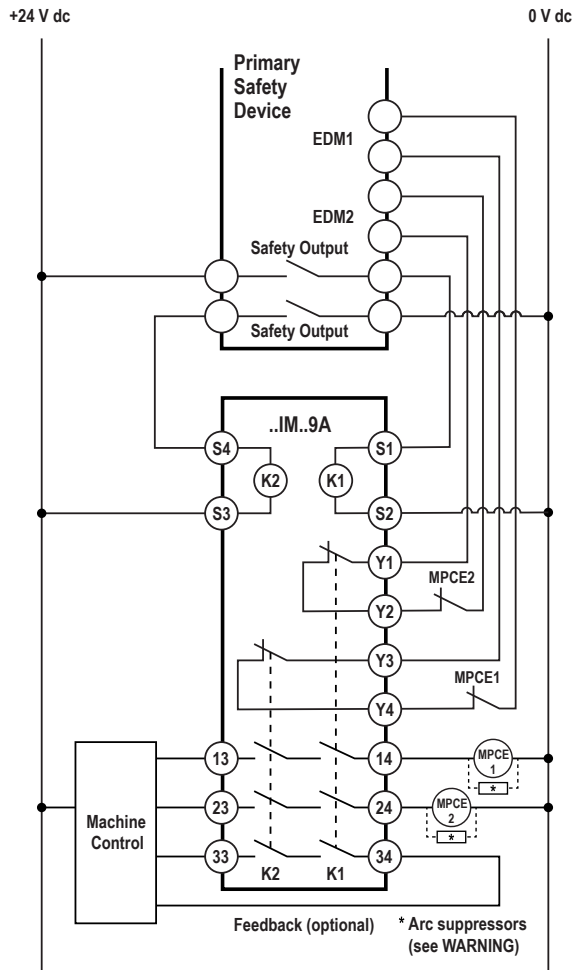 +24 V dc
0 V dc
Primary
Safety
Device
EDM1
EDM2
Safety Output
Safety Output
..IM..9A
S4
S1
K2
K1
S3
S2
Y1
MPCE2
Y2
Y3
MPCE1
Y4
13
14
MPCE
1
*
23
24
MPCE
2
*
Machine
Control
33
34
K2
K1
Feedback (optional)
* Arc suppressors
(see WARNING)